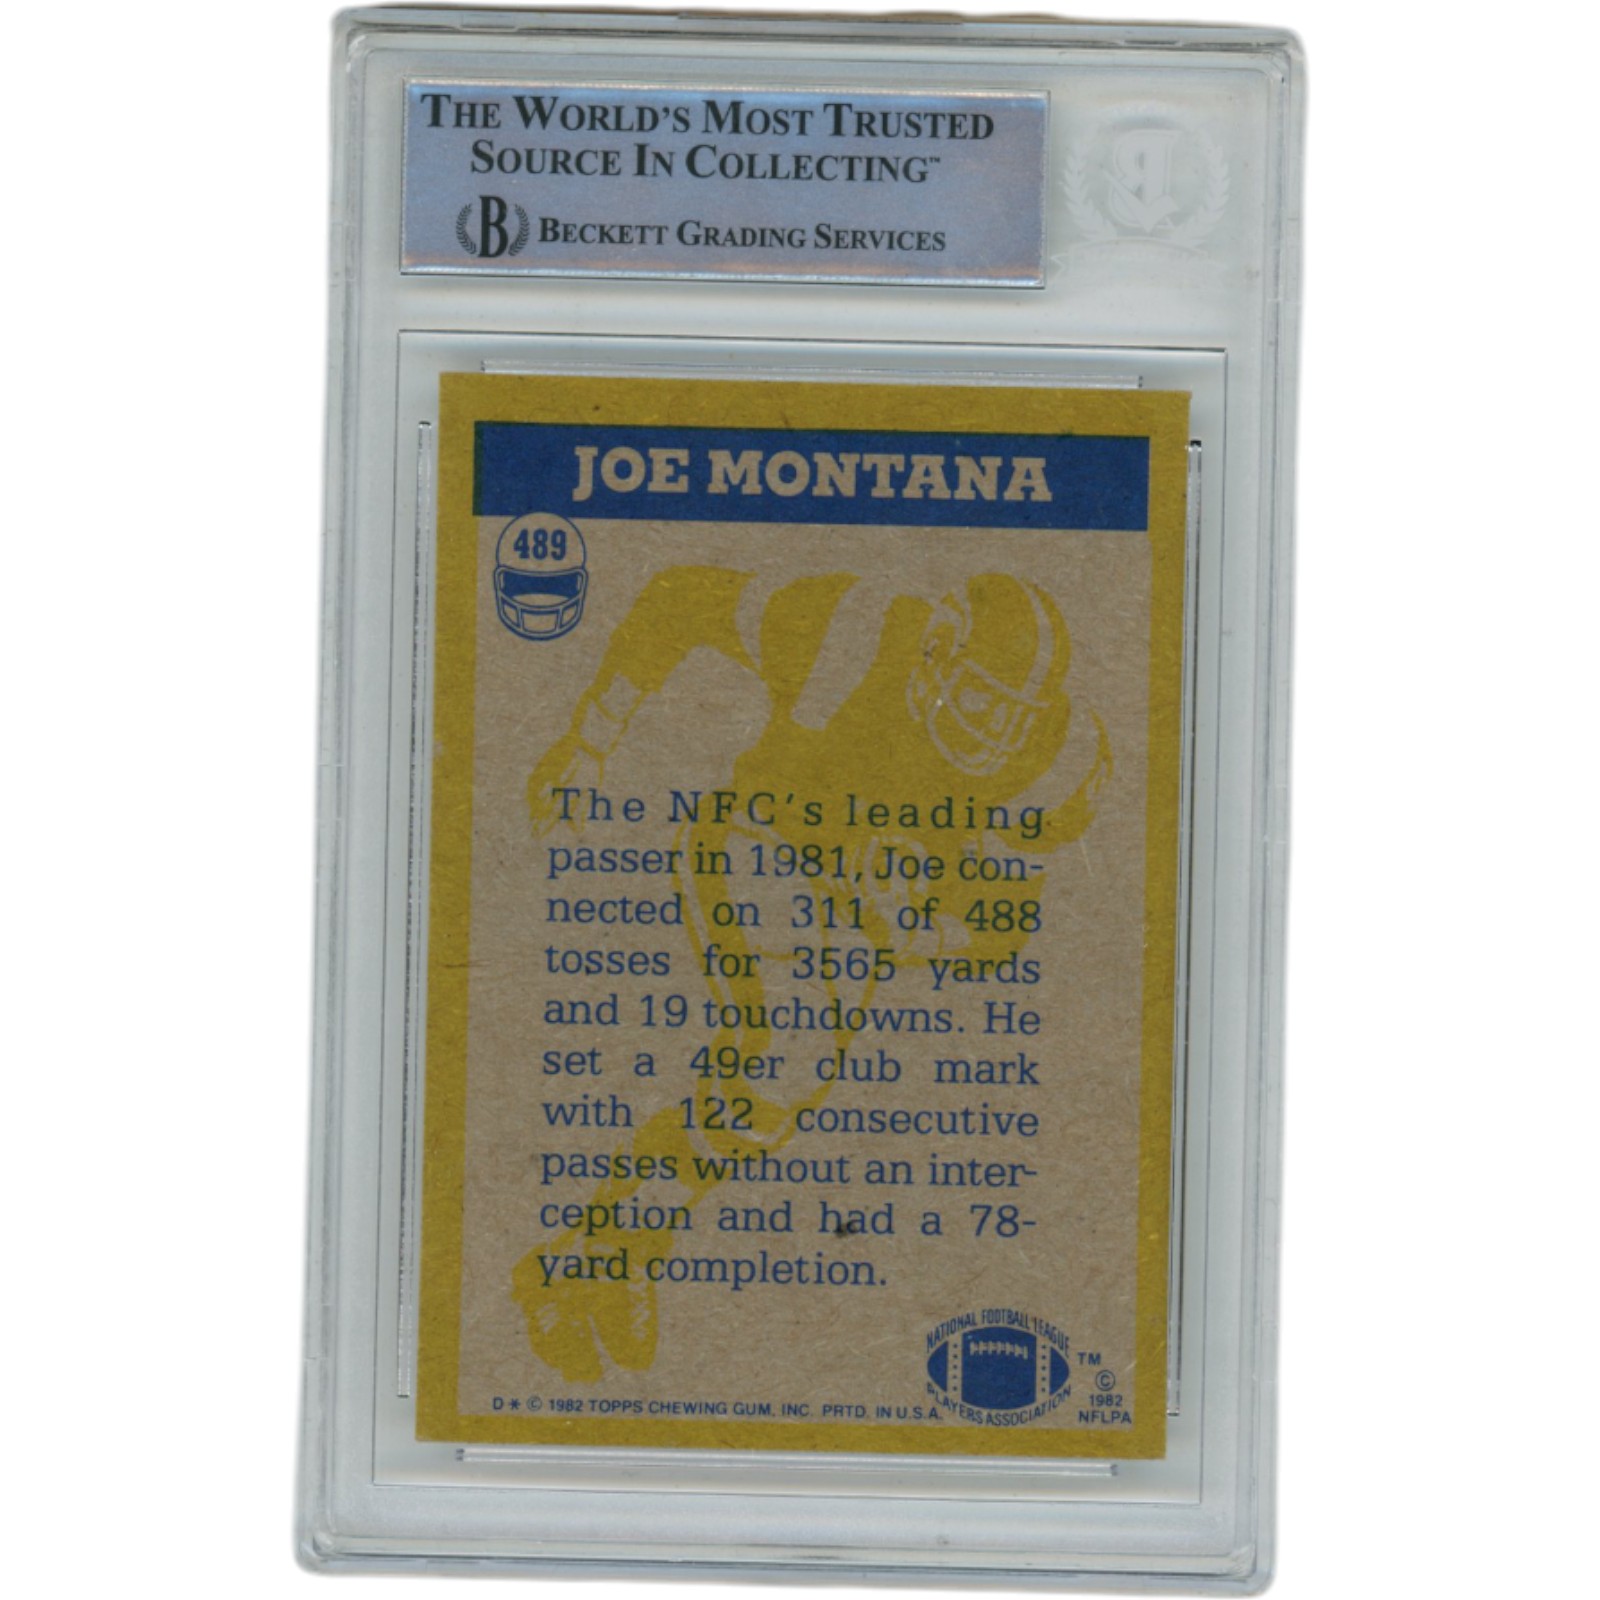 THE WORLD'S MOST TRUSTED
SOURCE IN COLLECTING™
B BECKETT GRADING SERVICES
B
JOE MONTANA
489
The NFC's leading
passer in 1981, Joe con-
nected on 311 of 488
tosses for 3565 yards
and 19 touchdowns. He
set a 49er club mark
with 122 consecutive
passes without an inter-
ception and had a 78-
yard completion.
NATIONAL FOOTBALL LEAGUE
PLAYERS ASSOCIATION
TM
©
1982
NFLPA
D* © 1982 TOPPS CHEWING GUM, INC. PRTD. IN U.S.A.